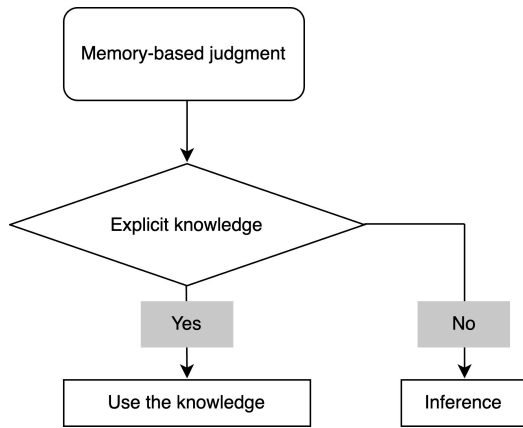 Memory-based judgment
Explicit knowledge
Yes
No
Use the knowledge
Inference